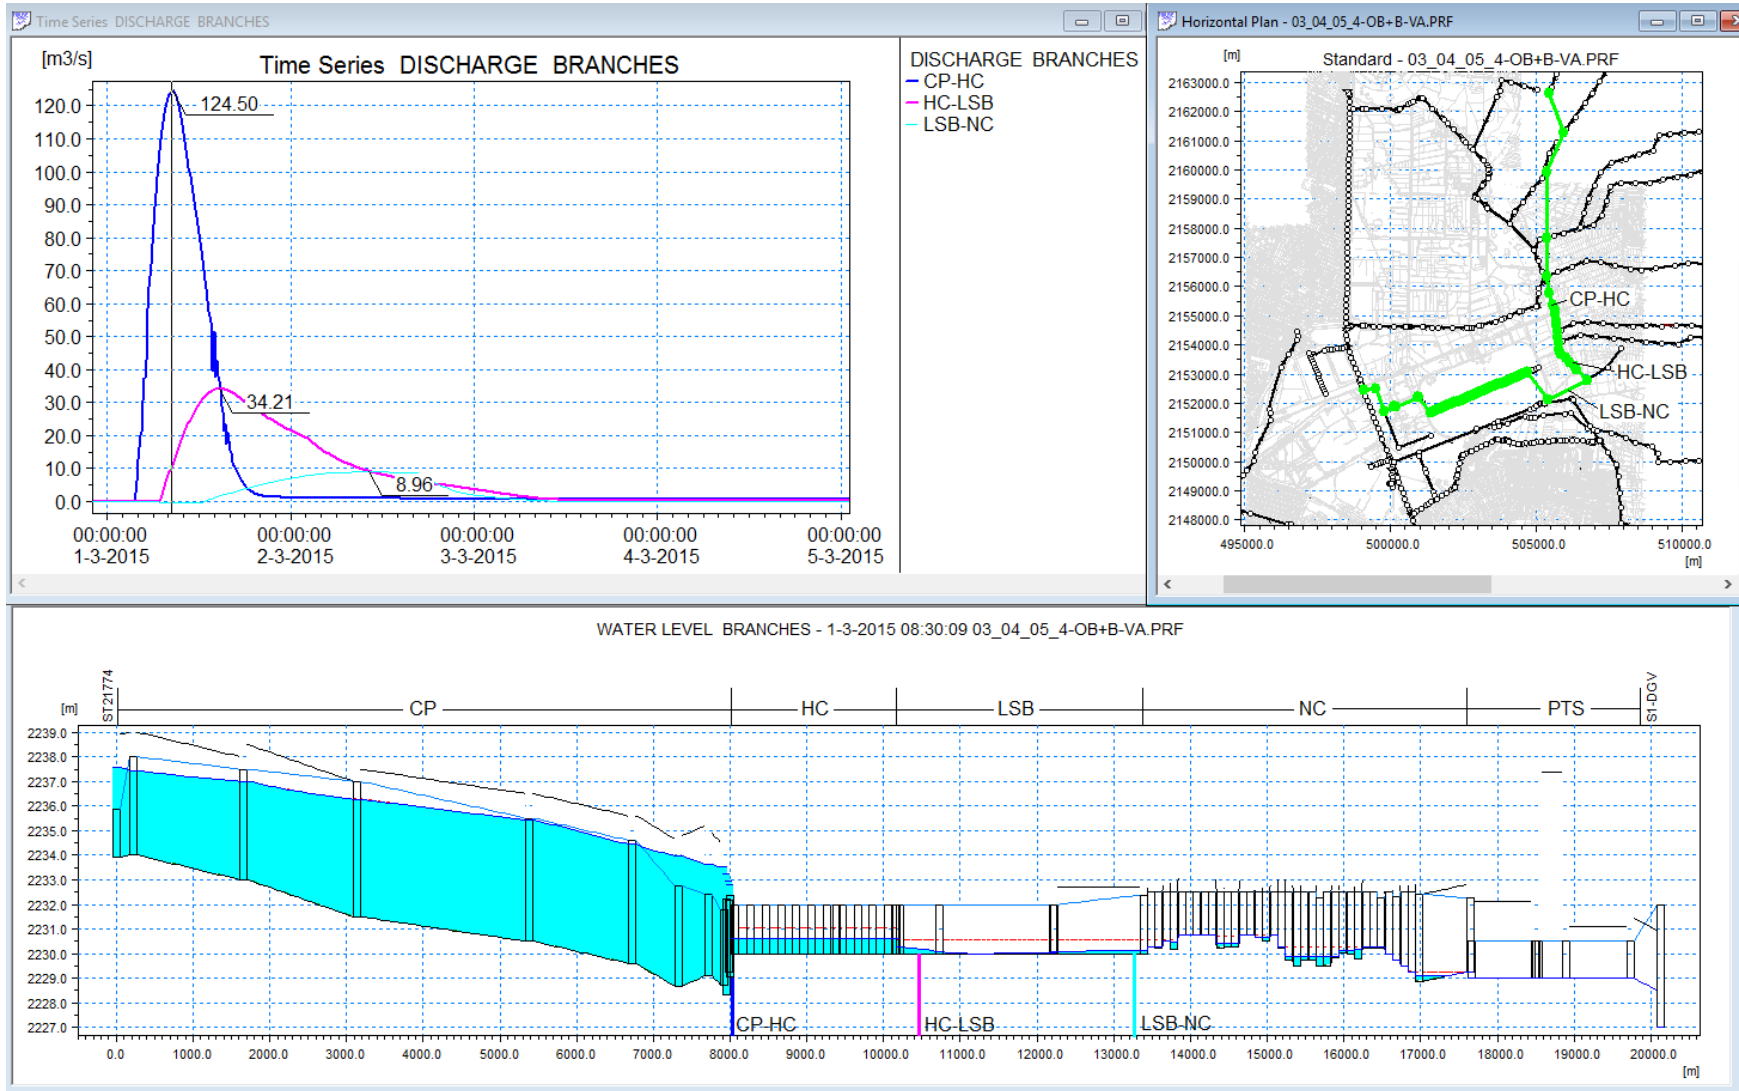 Time Series  DISCHARGE  BRANCHES
[m3/s]
Time Series  DISCHARGE  BRANCHES
120.0
110.0
100.0
90.0
80.0
70.0
60.0
50.0
40.0
30.0
20.0
10.0
0.0
124.50
34.21
8.96
00:00:00 00:00:00 00:00:00 00:00:00 00:00:00
1-3-2015 2-3-2015 3-3-2015 4-3-2015 5-3-2015
DISCHARGE  BRANCHES
CP-HC
HC-LSB
LSB-NC
Horizontal Plan - 03_04_05_4-OB+B-VA.PRF
[m]
Standard - 03_04_05_4-OB+B-VA.PRF
2163000.0
2162000.0
2161000.0
2160000.0
2159000.0
2158000.0
2157000.0
2156000.0
2155000.0
2154000.0
2153000.0
2152000.0
2151000.0
2150000.0
2149000.0
2148000.0
CP-HC
HC-LSB
LSB-NC
495000.0 500000.0 505000.0 510000.0
[m]
WATER LEVEL  BRANCHES - 1-3-2015 08:30:09 03_04_05_4-OB+B-VA.PRF
ST21774
CP HC LSB NC PTS
S1-DGV
[m]
2239.0
2238.0
2237.0
2236.0
2235.0
2234.0
2233.0
2232.0
2231.0
2230.0
2229.0
2228.0
2227.0
CP-HC HC-LSB LSB-NC
0.0 1000.0 2000.0 3000.0 4000.0 5000.0 6000.0 7000.0 8000.0 9000.0 10000.0 11000.0 12000.0 13000.0 14000.0 15000.0 16000.0 17000.0 18000.0 19000.0 20000.0
[m]